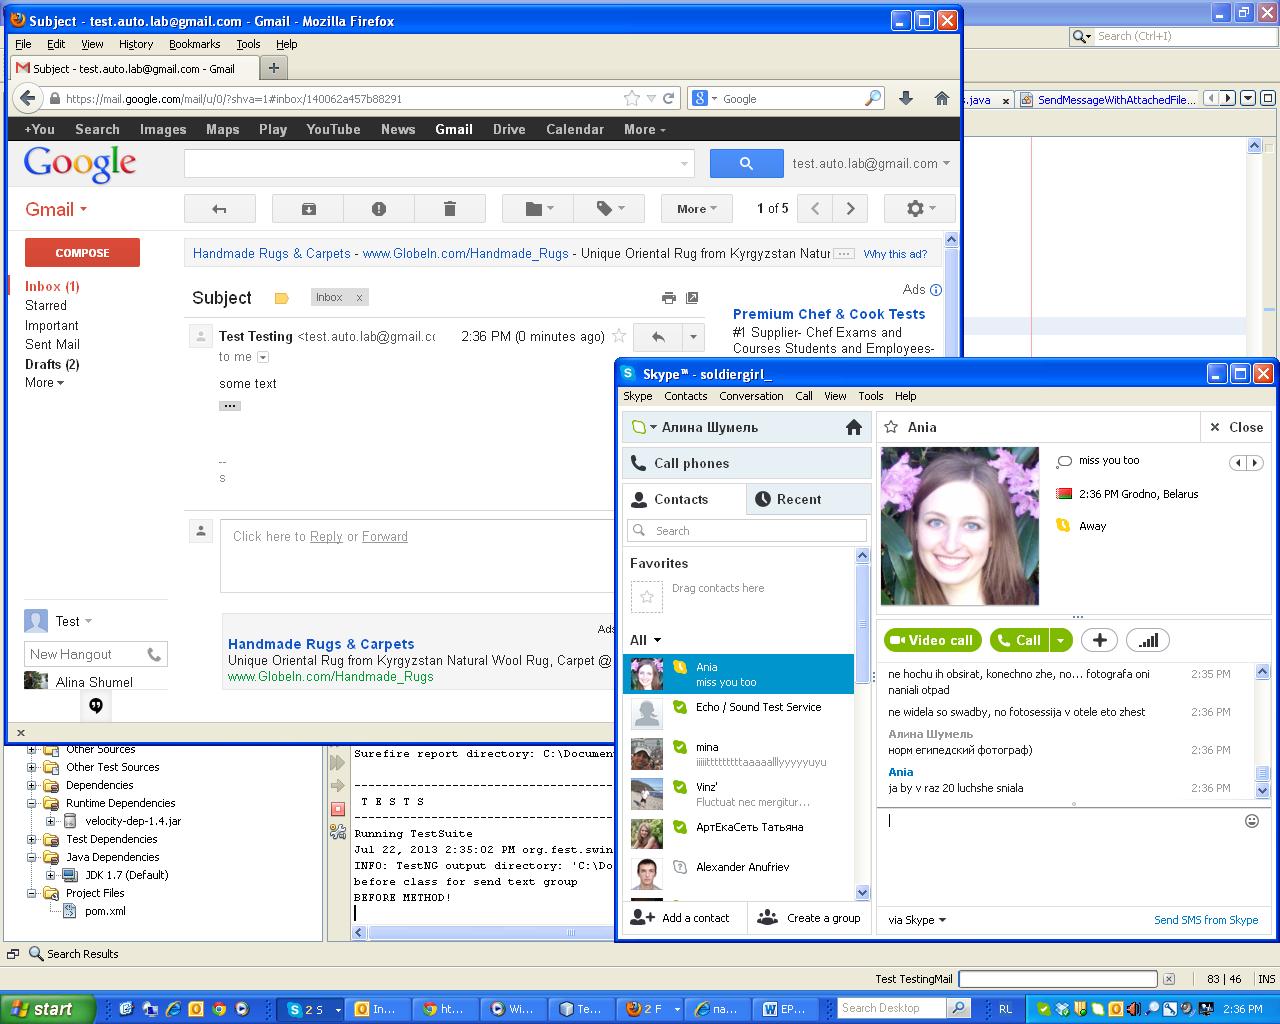 Subject - test.auto.lab@gmail.com - Gmail - Mozilla Firefox
File Edit View History Bookmarks Tools Help
Subject - test.auto.lab@gmail.com - Gmail
https://mail.google.com/mail/u/0/?shva=1#inbox/140062a457b88291
Google
+You Search Images Maps Play YouTube News Gmail Drive Calendar More
Google
test.auto.lab@gmail.com
Gmail
More
1 of 5
COMPOSE
Handmade Rugs & Carpets - www.GlobeIn.com/Handmade_Rugs - Unique Oriental Rug from Kyrgyzstan Natur
Why this ad?
Inbox (1)
Starred
Important
Sent Mail
Drafts (2)
More
Subject
Inbox x
Ads
Test Testing <test.auto.lab@gmail.cc
2:36 PM (0 minutes ago)
to me
some text
--
s
Premium Chef & Cook Tests
#1 Supplier- Chef Exams and
Courses Students and Employees-
Click here to Reply or Forward
Ads
Handmade Rugs & Carpets
Unique Oriental Rug from Kyrgyzstan Natural Wool Rug, Carpet @
www.GlobeIn.com/Handmade_Rugs
Test
New Hangout
Alina Shumel
x
Search (Ctrl+I)
s.java x
SendMessageWithAttachedFile...
Skype™ - soldiergirl_
Skype Contacts Conversation Call View Tools Help
Алина Шумель
Call phones
Contacts
Recent
Search
Favorites
Drag contacts here
All
Ania
miss you too
Echo / Sound Test Service
mina
iiiiittttttttttaaaaalllyyyyyuyu
Vinz'
Fluctuat nec mergitur...
АртЕкаСеть Татьяна
Alexander Anufriev
Add a contact
Create a group
Ania
Close
miss you too
2:36 PM Grodno, Belarus
Away
Video call
Call
ne hochu ih obsirat, konechno zhe, no... fotografa oni
naniali otpad
2:35 PM
ne widela so swadby, no fotosessija v otele eto zhest
2:36 PM
Алина Шумель
норм египедский фотограф)
2:36 PM
Ania
ja by v raz 20 luchshe sniala
2:36 PM
via Skype
Send SMS from Skype
Other Sources
Other Test Sources
Dependencies
Runtime Dependencies
velocity-dep-1.4.jar
Test Dependencies
Java Dependencies
JDK 1.7 (Default)
Project Files
pom.xml
Surefire report directory: C:\Docume
-------------------------------------
T E S T S
-------------------------------------
Running TestSuite
Jul 22, 2013 2:35:02 PM org.fest.swin
INFO: TestNG output directory: 'C:\Do
before class for send text group
BEFORE METHOD!
Search Results
Test TestingMail
83 | 46
INS
start
2 S
In...
ht...
Wi...
Te...
2 F
na...
EP...
Search Desktop
RL
2:36 PM